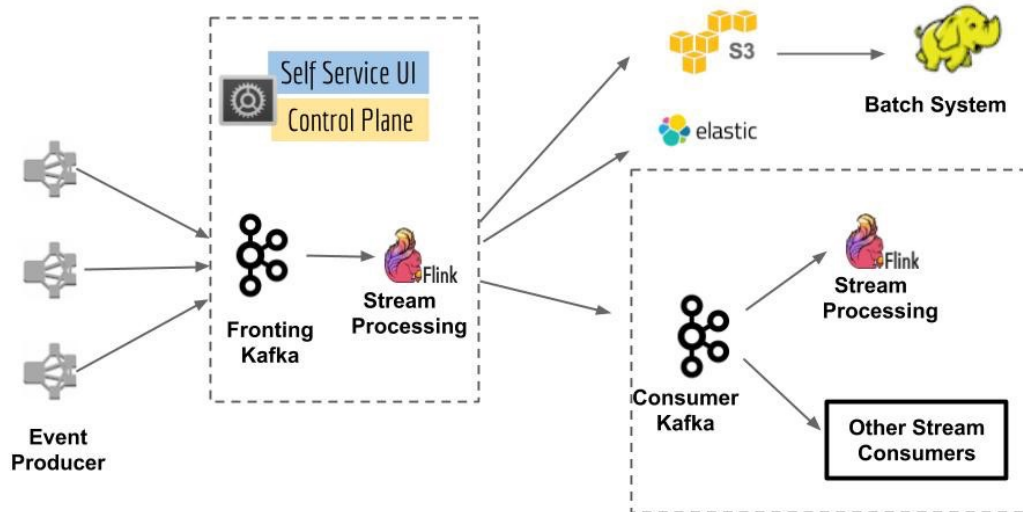 Self Service UI
Control Plane
S3
Batch System
elastic
Flink
Fronting
Kafka
Stream
Processing
Event
Producer
Flink
Stream
Processing
Consumer
Kafka
Other Stream
Consumers